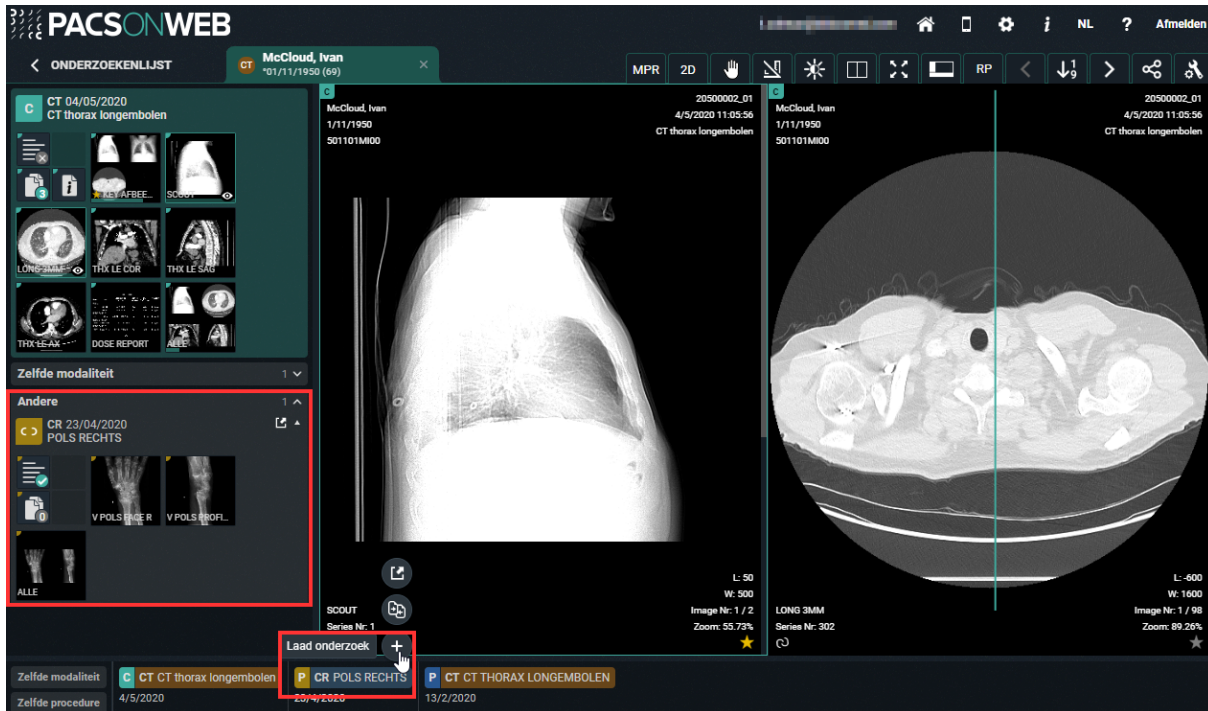 PACSONWEB
NL
?
Afmelden
ONDERZOEKENLIJST
CT
McCloud, Ivan
*01/11/1950 (69)
MPR
2D
RP
C
CT 04/05/2020
CT thorax longembolen
3
KEY AFBEE...
SCOUT
LONG 3MM
THX LE COR
THX LE SAG
THX LE AX
DOSE REPORT
ALLE
Zelfde modaliteit 1
Andere 1
CR 23/04/2020
POLS RECHTS
0
V POLS FACE R
V POLS PROFI...
ALLE
C
McCloud, Ivan
1/11/1950
501101MI00
20500002_01
4/5/2020 11:05:56
CT thorax longembolen
SCOUT
Series Nr: 1
L: 50
W: 500
Image Nr: 1 / 2
Zoom: 55.73%
C
McCloud, Ivan
1/11/1950
501101MI00
20500002_01
4/5/2020 11:05:56
CT thorax longembolen
LONG 3MM
Series Nr: 302
L: -600
W: 1600
Image Nr: 1 / 98
Zoom: 89.26%
Laad onderzoek
Zelfde modaliteit
Zelfde procedure
C CT CT thorax longembolen
4/5/2020
P CR POLS RECHTS
23/4/2020
P CT CT THORAX LONGEMBOLEN
13/2/2020